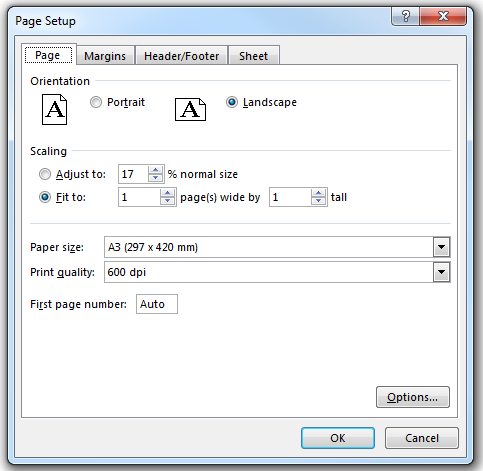 Page Setup
Page Margins Header/Footer Sheet
Orientation
A Portrait A Landscape
Scaling
Adjust to: 17 % normal size
Fit to: 1 page(s) wide by 1 tall
Paper size: A3 (297 x 420 mm)
Print quality: 600 dpi
First page number: Auto
Options...
OK Cancel